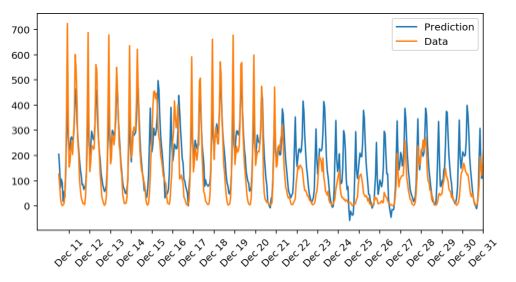 Prediction
Data
700
600
500
400
300
200
100
0
Dec 11
Dec 12
Dec 13
Dec 14
Dec 15
Dec 16
Dec 17
Dec 18
Dec 19
Dec 20
Dec 21
Dec 22
Dec 23
Dec 24
Dec 25
Dec 26
Dec 27
Dec 28
Dec 29
Dec 30
Dec 31